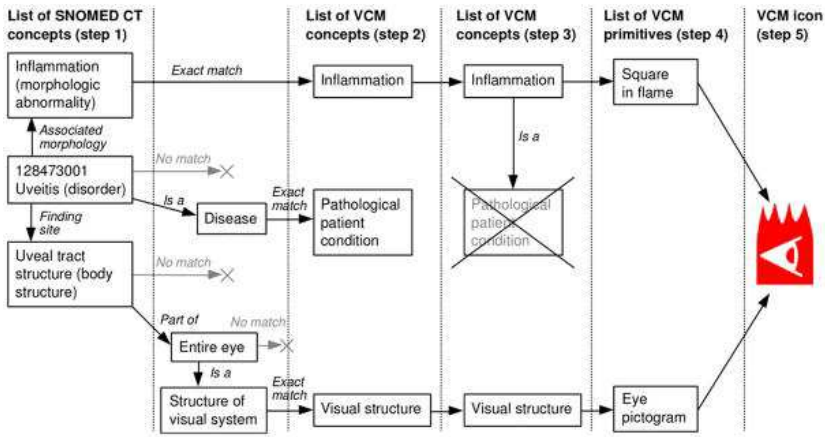 List of SNOMED CT
concepts (step 1)
List of VCM
concepts (step 2)
List of VCM
concepts (step 3)
List of VCM
primitives (step 4)
VCM icon
(step 5)
Inflammation
(morphologic
abnormality)
Exact match
Inflammation
Inflammation
Square
in flame
Associated
morphology
Is a
128473001
Uveitis (disorder)
No match
Is a
Disease
Exact
match
Pathological
patient
condition
Pathological
patient
condition
Finding
site
Uveal tract
structure (body
structure)
No match
Part of
Entire eye
No match
Is a
Structure of
visual system
Exact
match
Visual structure
Visual structure
Eye
pictogram